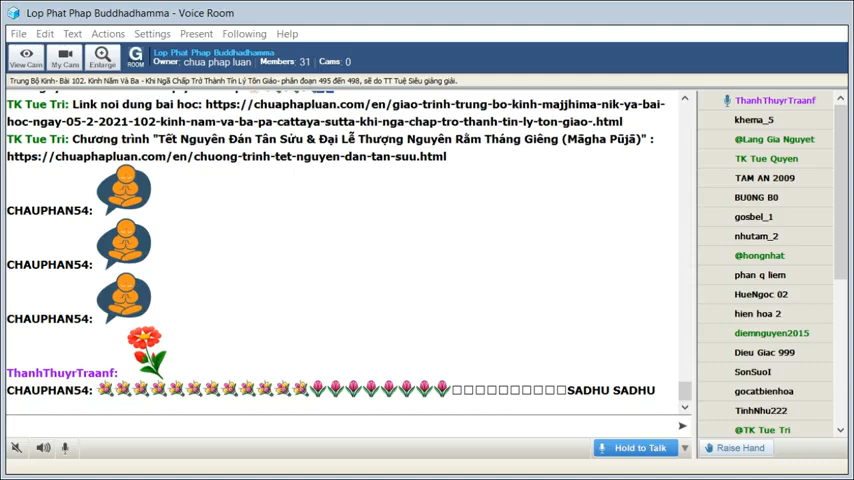 Lop Phat Phap Buddhadhamma - Voice Room
File Edit Text Actions Settings Present Following Help
View Cam My Cam Enlarge G ROOM
Lop Phat Phap Buddhadhamma
Owner: chua phap luan Members: 31 Cams: 0
Trung Bộ Kinh- Bài 102. Kinh Năm Và Ba - Khi Ngã Chấp Trở Thành Tín Lý Tôn Giáo- phân đoạn 495 đến 498, sẽ do TT Tuệ Siêu giảng giải.
TK Tue Tri: Link noi dung bai hoc: https://chuaphapluan.com/en/giao-trinh-trung-bo-kinh-majjhima-nik-ya-bai-
hoc-ngay-05-2-2021-102-kinh-nam-va-ba-pa-cattaya-sutta-khi-nga-chap-tro-thanh-tin-ly-ton-giao-.html
TK Tue Tri: Chương trình "Tết Nguyên Đán Tân Sửu & Đại Lễ Thượng Nguyên Rằm Tháng Giêng (Māgha Pūjā)" :
https://chuaphapluan.com/en/chuong-trinh-tet-nguyen-dan-tan-suu.html
CHAUPHAN54:
CHAUPHAN54:
CHAUPHAN54:
ThanhThuyrTraanf:
CHAUPHAN54: SADHU SADHU
ThanhThuyrTraanf
khema_5
@Lang Gia Nguyet
TK Tue Quyen
TAM AN 2009
BU0NG B0
gosbel_1
nhutam_2
@hongnhat
phan q liem
HueNgoc 02
hien hoa 2
diemnguyen2015
Dieu Giac 999
SonSuoI
gocatbienhoa
TinhNhu222
@TK Tue Tri
Hold to Talk
Raise Hand